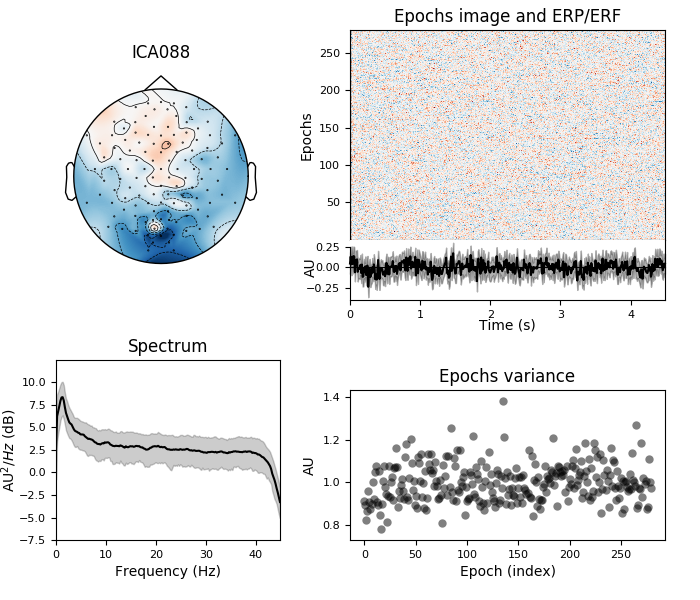 ICA088
Epochs image and ERP/ERF
Epochs
250
200
150
100
50
AU
0.25
0.00
−0.25
0 1 2 3 4
Time (s)
Spectrum
AU²/Hz (dB)
10.0
7.5
5.0
2.5
0.0
−2.5
−5.0
−7.5
0 10 20 30 40
Frequency (Hz)
Epochs variance
AU
1.4
1.2
1.0
0.8
0 50 100 150 200 250
Epoch (index)